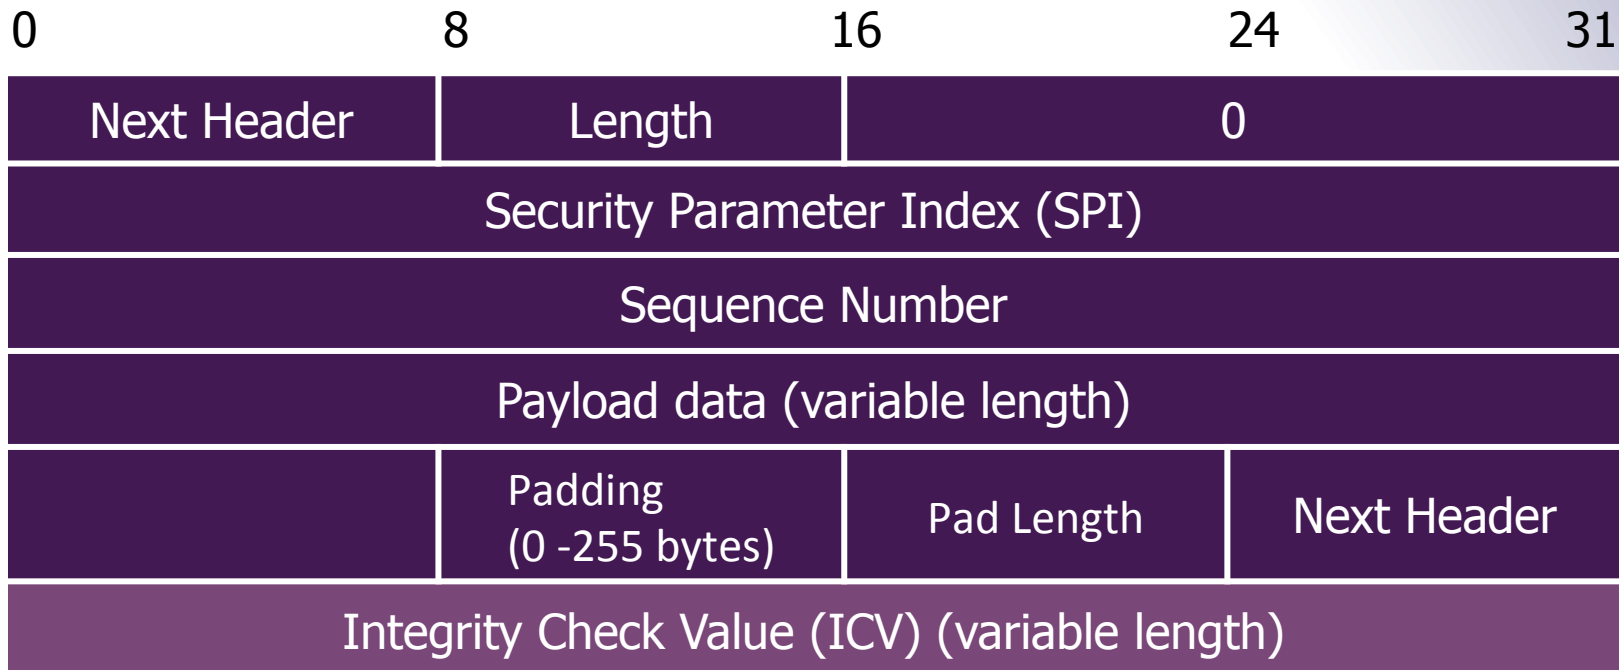 0 8 16 24 31
Next Header Length 0
Security Parameter Index (SPI)
Sequence Number
Payload data (variable length)
Padding
(0 -255 bytes)
Pad Length
Next Header
Integrity Check Value (ICV) (variable length)